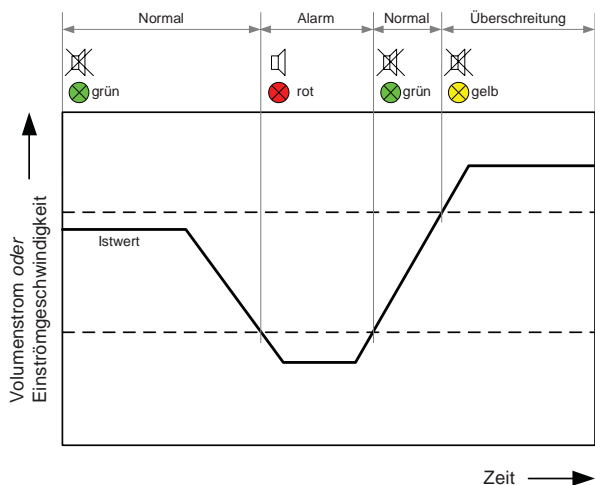 Normal Alarm Normal Überschreitung
grün rot grün gelb
Volumenstrom oder
Einströmgeschwindigkeit
Istwert
Zeit